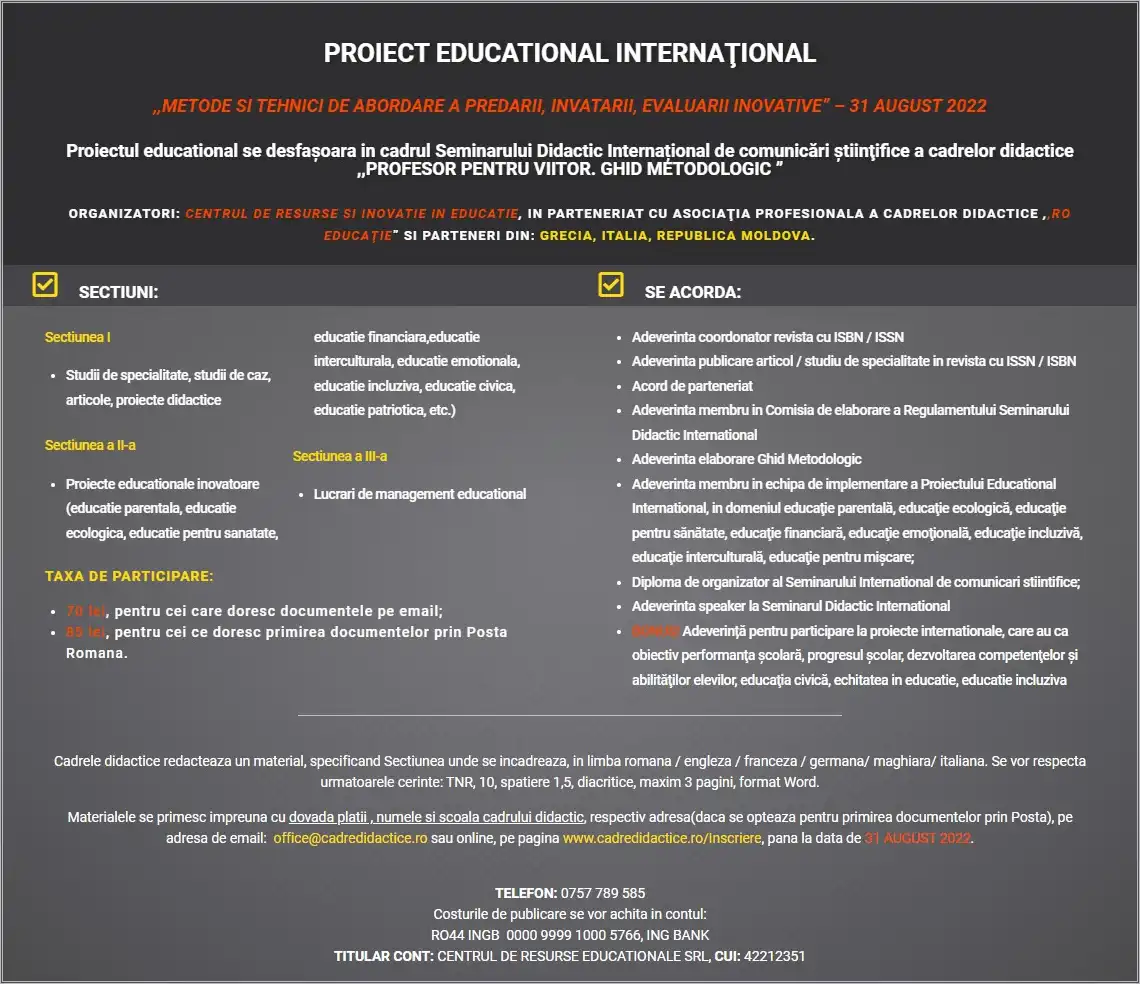 PROIECT EDUCATIONAL INTERNAŢIONAL
,,METODE SI TEHNICI DE ABORDARE A PREDARII, INVATARII, EVALUARII INOVATIVE” – 31 AUGUST 2022
Proiectul educational se desfașoara in cadrul Seminarului Didactic Internațional de comunicări științifice a cadrelor didactice
,,PROFESOR PENTRU VIITOR. GHID METODOLOGIC ”
ORGANIZATORI: CENTRUL DE RESURSE SI INOVATIE IN EDUCATIE, IN PARTENERIAT CU ASOCIAŢIA PROFESIONALA A CADRELOR DIDACTICE ,,RO
EDUCAȚIE” SI PARTENERI DIN: GRECIA, ITALIA, REPUBLICA MOLDOVA.
SECTIUNI:
Sectiunea I
• Studii de specialitate, studii de caz,
articole, proiecte didactice
Sectiunea a II-a
• Proiecte educationale inovatoare
(educatie parentala, educatie
ecologica, educatie pentru sanatate,
educatie financiara,educatie
interculturala, educatie emotionala,
educatie incluziva, educatie civica,
educatie patriotica, etc.)
Sectiunea a III-a
• Lucrari de management educational
TAXA DE PARTICIPARE:
• 70 lei, pentru cei care doresc documentele pe email;
• 85 lei, pentru cei ce doresc primirea documentelor prin Posta
Romana.
SE ACORDA:
• Adeverinta coordonator revista cu ISBN / ISSN
• Adeverinta publicare articol / studiu de specialitate in revista cu ISSN / ISBN
• Acord de parteneriat
• Adeverinta membru in Comisia de elaborare a Regulamentului Seminarului
Didactic International
• Adeverinta elaborare Ghid Metodologic
• Adeverinta membru in echipa de implementare a Proiectului Educational
International, in domeniul educaţie parentală, educaţie ecologică, educaţie
pentru sănătate, educaţie financiară, educaţie emoţională, educaţie incluzivă,
educaţie interculturală, educaţie pentru mișcare;
• Diploma de organizator al Seminarului International de comunicari stiintifice;
• Adeverinta speaker la Seminarul Didactic International
• BONUS Adeverinţă pentru participare la proiecte internationale, care au ca
obiectiv performanţa școlară, progresul școlar, dezvoltarea competenţelor și
abilităţilor elevilor, educaţia civică, echitatea in educatie, educatie incluziva
Cadrele didactice redacteaza un material, specificand Sectiunea unde se incadreaza, in limba romana / engleza / franceza / germana/ maghiara/ italiana. Se vor respecta
urmatoarele cerinte: TNR, 10, spatiere 1,5, diacritice, maxim 3 pagini, format Word.
Materialele se primesc impreuna cu dovada platii , numele si scoala cadrului didactic, respectiv adresa(daca se opteaza pentru primirea documentelor prin Posta), pe
adresa de email: office@cadredidactice.ro sau online, pe pagina www.cadredidactice.ro/Inscriere, pana la data de 31 AUGUST 2022.
TELEFON: 0757 789 585
Costurile de publicare se vor achita in contul:
RO44 INGB 0000 9999 1000 5766, ING BANK
TITULAR CONT: CENTRUL DE RESURSE EDUCATIONALE SRL, CUI: 42212351